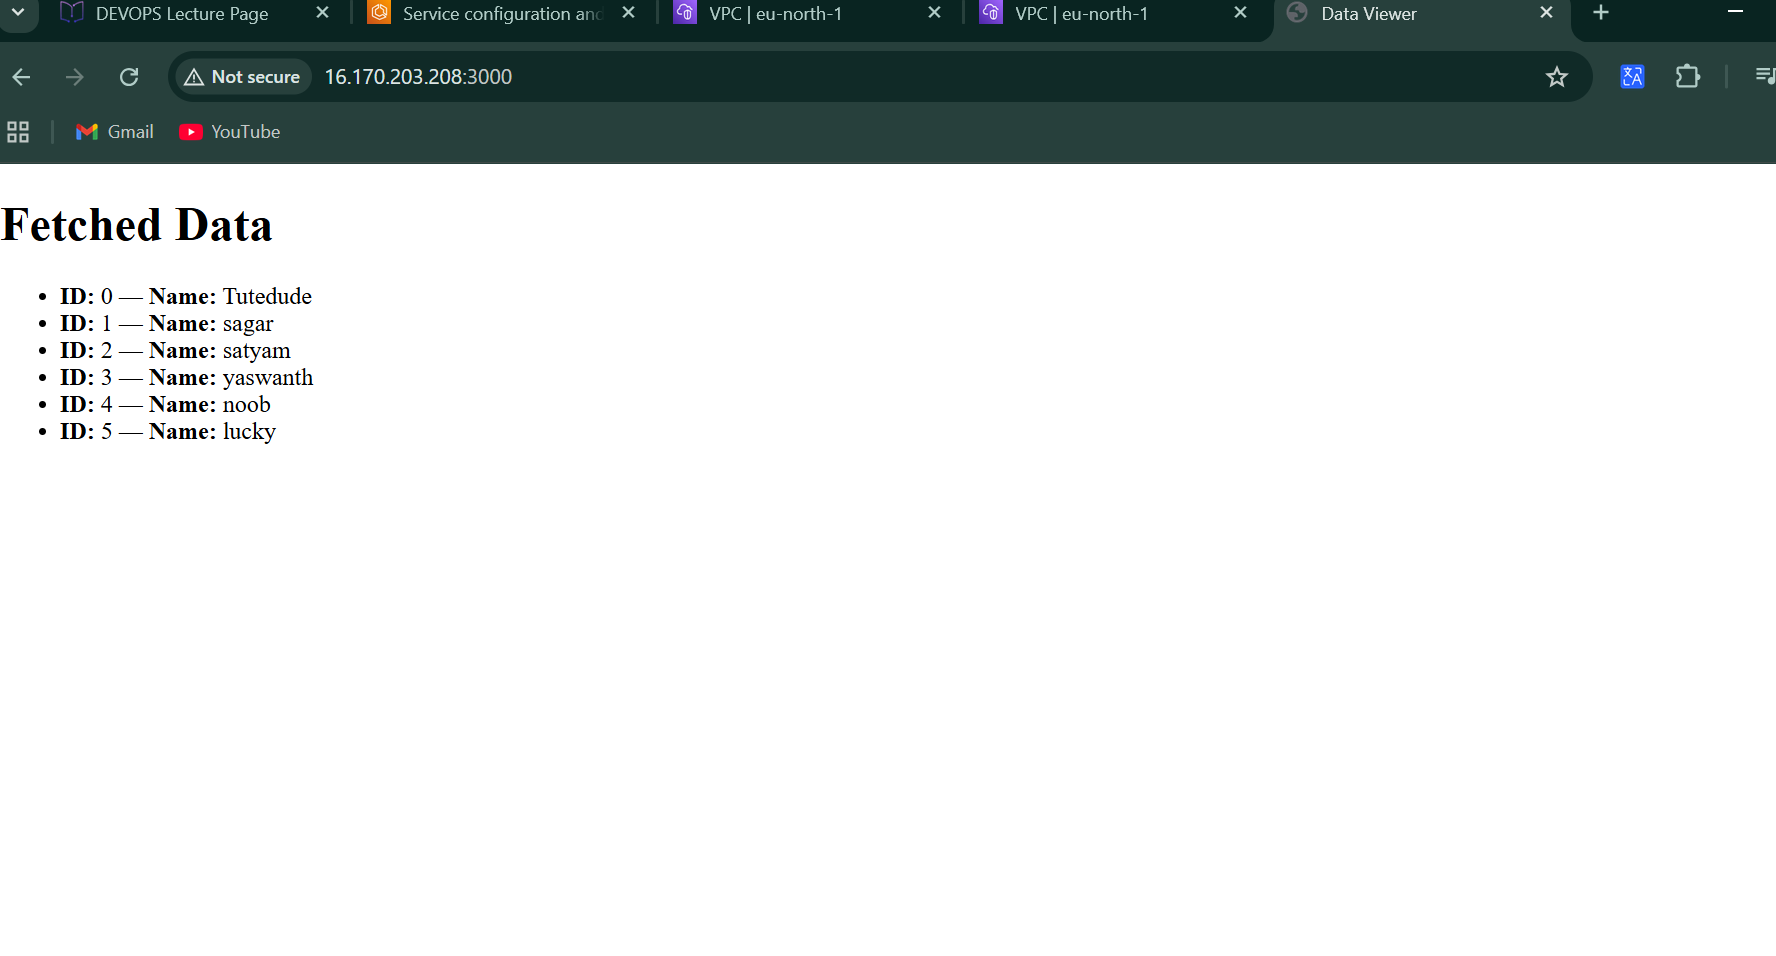 DEVOPS Lecture Page
Service configuration and
VPC | eu-north-1
VPC | eu-north-1
Data Viewer
Not secure
16.170.203.208:3000
Gmail
YouTube
Fetched Data
ID: 0 — Name: Tutedude
ID: 1 — Name: sagar
ID: 2 — Name: satyam
ID: 3 — Name: yaswanth
ID: 4 — Name: noob
ID: 5 — Name: lucky